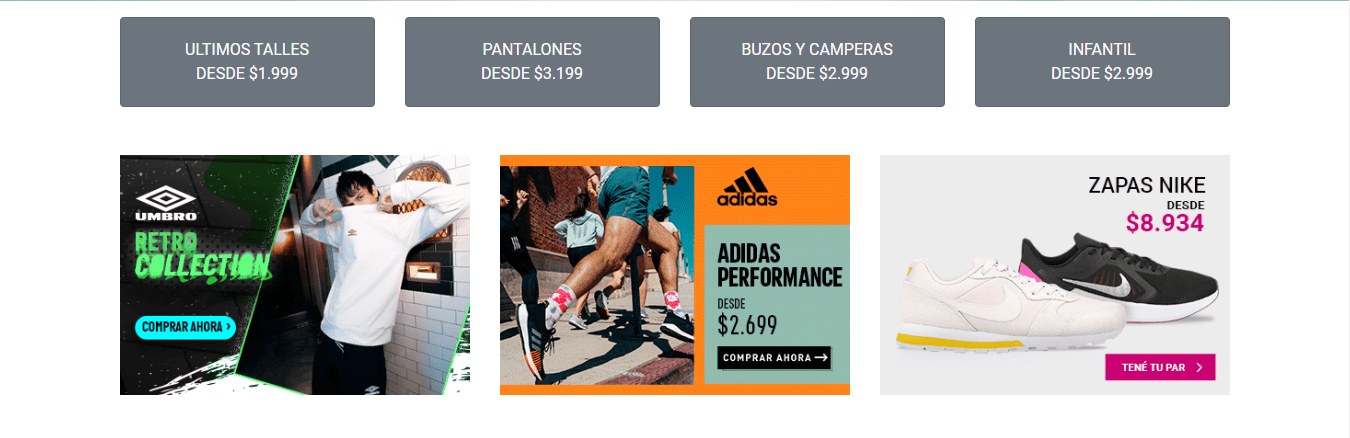 ULTIMOS TALLES
DESDE $1.999
PANTALONES
DESDE $3.199
BUZOS Y CAMPERAS
DESDE $2.999
INFANTIL
DESDE $2.999
UMBRO
RETRO
COLLECTION
COMPRAR AHORA ›
adidas
ADIDAS
PERFORMANCE
DESDE
$2.699
COMPRAR AHORA →
ZAPAS NIKE
DESDE
$8.934
TENÉ TU PAR >